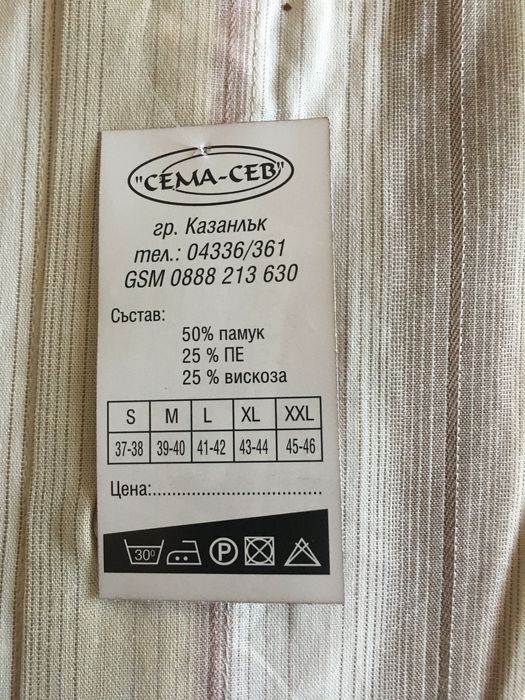 "СЕМА-СЕВ"
гр. Казанлък
тел.: 04336/361
GSM 0888 213 630
Състав:
50% памук
25 % ПЕ
25 % вискоза
S M L XL XXL
37-38 39-40 41-42 43-44 45-46
Цена:.................................
30° P